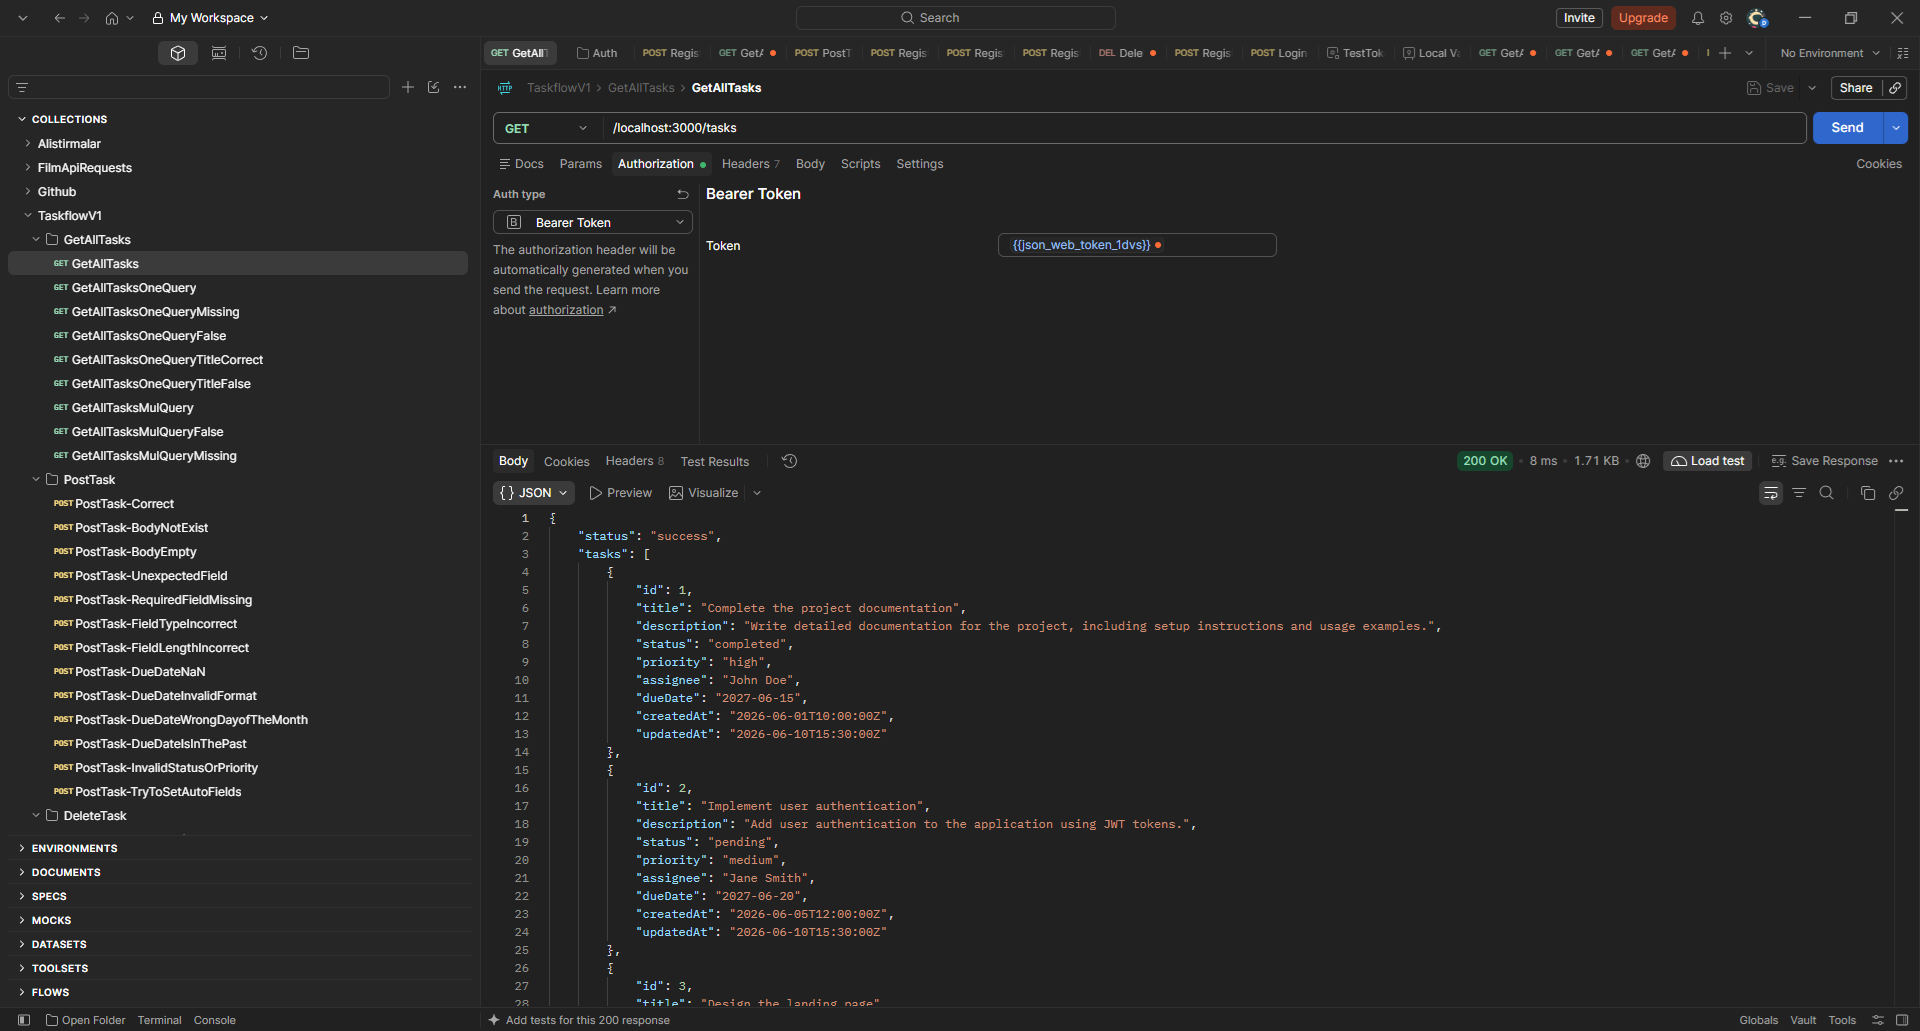 My Workspace
Search
Invite
Upgrade
GET GetAllT
Auth
POST Regis
GET GetA
POST PostT
POST Regis
POST Regis
POST Regis
DEL Dele
POST Regis
POST Login
TestTok
Local Va
GET GetA
GET GetA
GET GetA
No Environment
COLLECTIONS
Alistirmalar
FilmApiRequests
Github
TaskflowV1
GetAllTasks
GET GetAllTasks
GET GetAllTasksOneQuery
GET GetAllTasksOneQueryMissing
GET GetAllTasksOneQueryFalse
GET GetAllTasksOneQueryTitleCorrect
GET GetAllTasksOneQueryTitleFalse
GET GetAllTasksMulQuery
GET GetAllTasksMulQueryFalse
GET GetAllTasksMulQueryMissing
PostTask
POST PostTask-Correct
POST PostTask-BodyNotExist
POST PostTask-BodyEmpty
POST PostTask-UnexpectedField
POST PostTask-RequiredFieldMissing
POST PostTask-FieldTypeIncorrect
POST PostTask-FieldLengthIncorrect
POST PostTask-DueDateNaN
POST PostTask-DueDateInvalidFormat
POST PostTask-DueDateWrongDayofTheMonth
POST PostTask-DueDateIsInThePast
POST PostTask-InvalidStatusOrPriority
POST PostTask-TryToSetAutoFields
DeleteTask
ENVIRONMENTS
DOCUMENTS
SPECS
MOCKS
DATASETS
TOOLSETS
FLOWS
HTTP TaskflowV1 > GetAllTasks > GetAllTasks
Save
Share
GET /localhost:3000/tasks
Send
Docs Params Authorization Headers 7 Body Scripts Settings
Cookies
Auth type
B Bearer Token
The authorization header will be
automatically generated when you
send the request. Learn more
about authorization ↗
Bearer Token
Token
{{json_web_token_1dvs}}
Body Cookies Headers 8 Test Results
200 OK • 8 ms • 1.71 KB
Load test
e.g. Save Response
{} JSON
Preview
Visualize
1 {
2 "status": "success",
3 "tasks": [
4 {
5 "id": 1,
6 "title": "Complete the project documentation",
7 "description": "Write detailed documentation for the project, including setup instructions and usage examples.",
8 "status": "completed",
9 "priority": "high",
10 "assignee": "John Doe",
11 "dueDate": "2027-06-15",
12 "createdAt": "2026-06-01T10:00:00Z",
13 "updatedAt": "2026-06-10T15:30:00Z"
14 },
15 {
16 "id": 2,
17 "title": "Implement user authentication",
18 "description": "Add user authentication to the application using JWT tokens.",
19 "status": "pending",
20 "priority": "medium",
21 "assignee": "Jane Smith",
22 "dueDate": "2027-06-20",
23 "createdAt": "2026-06-05T12:00:00Z",
24 "updatedAt": "2026-06-10T15:30:00Z"
25 },
26 {
27 "id": 3,
28 "title": "Design the landing page"
Open Folder Terminal Console
Add tests for this 200 response
Globals Vault Tools